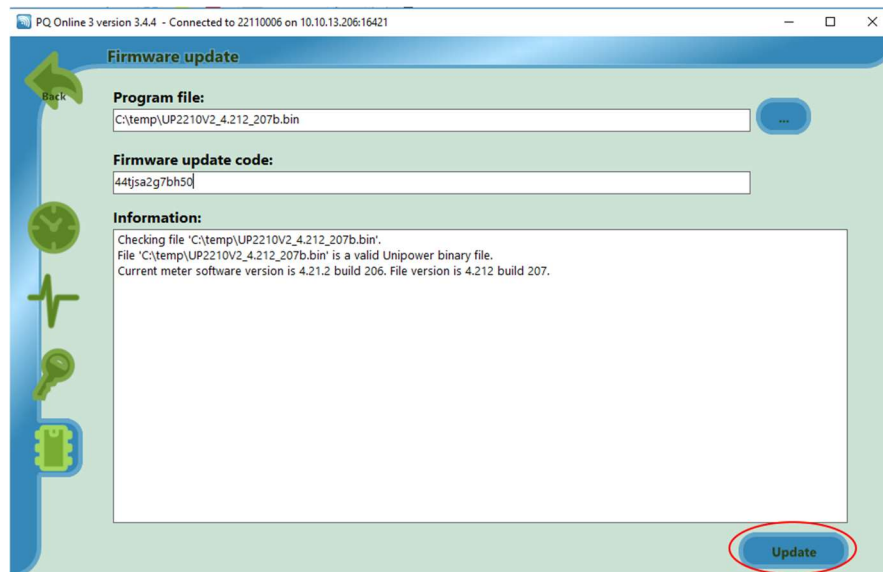 PQ Online 3 version 3.4.4 - Connected to 22110006 on 10.10.13.206:16421
Firmware update
Back
Program file:
C:\temp\UP2210V2_4.212_207b.bin
...
Firmware update code:
44tjsa2g7bh50
Information:
Checking file 'C:\temp\UP2210V2_4.212_207b.bin'.
File 'C:\temp\UP2210V2_4.212_207b.bin' is a valid Unipower binary file.
Current meter software version is 4.21.2 build 206. File version is 4.212 build 207.
Update